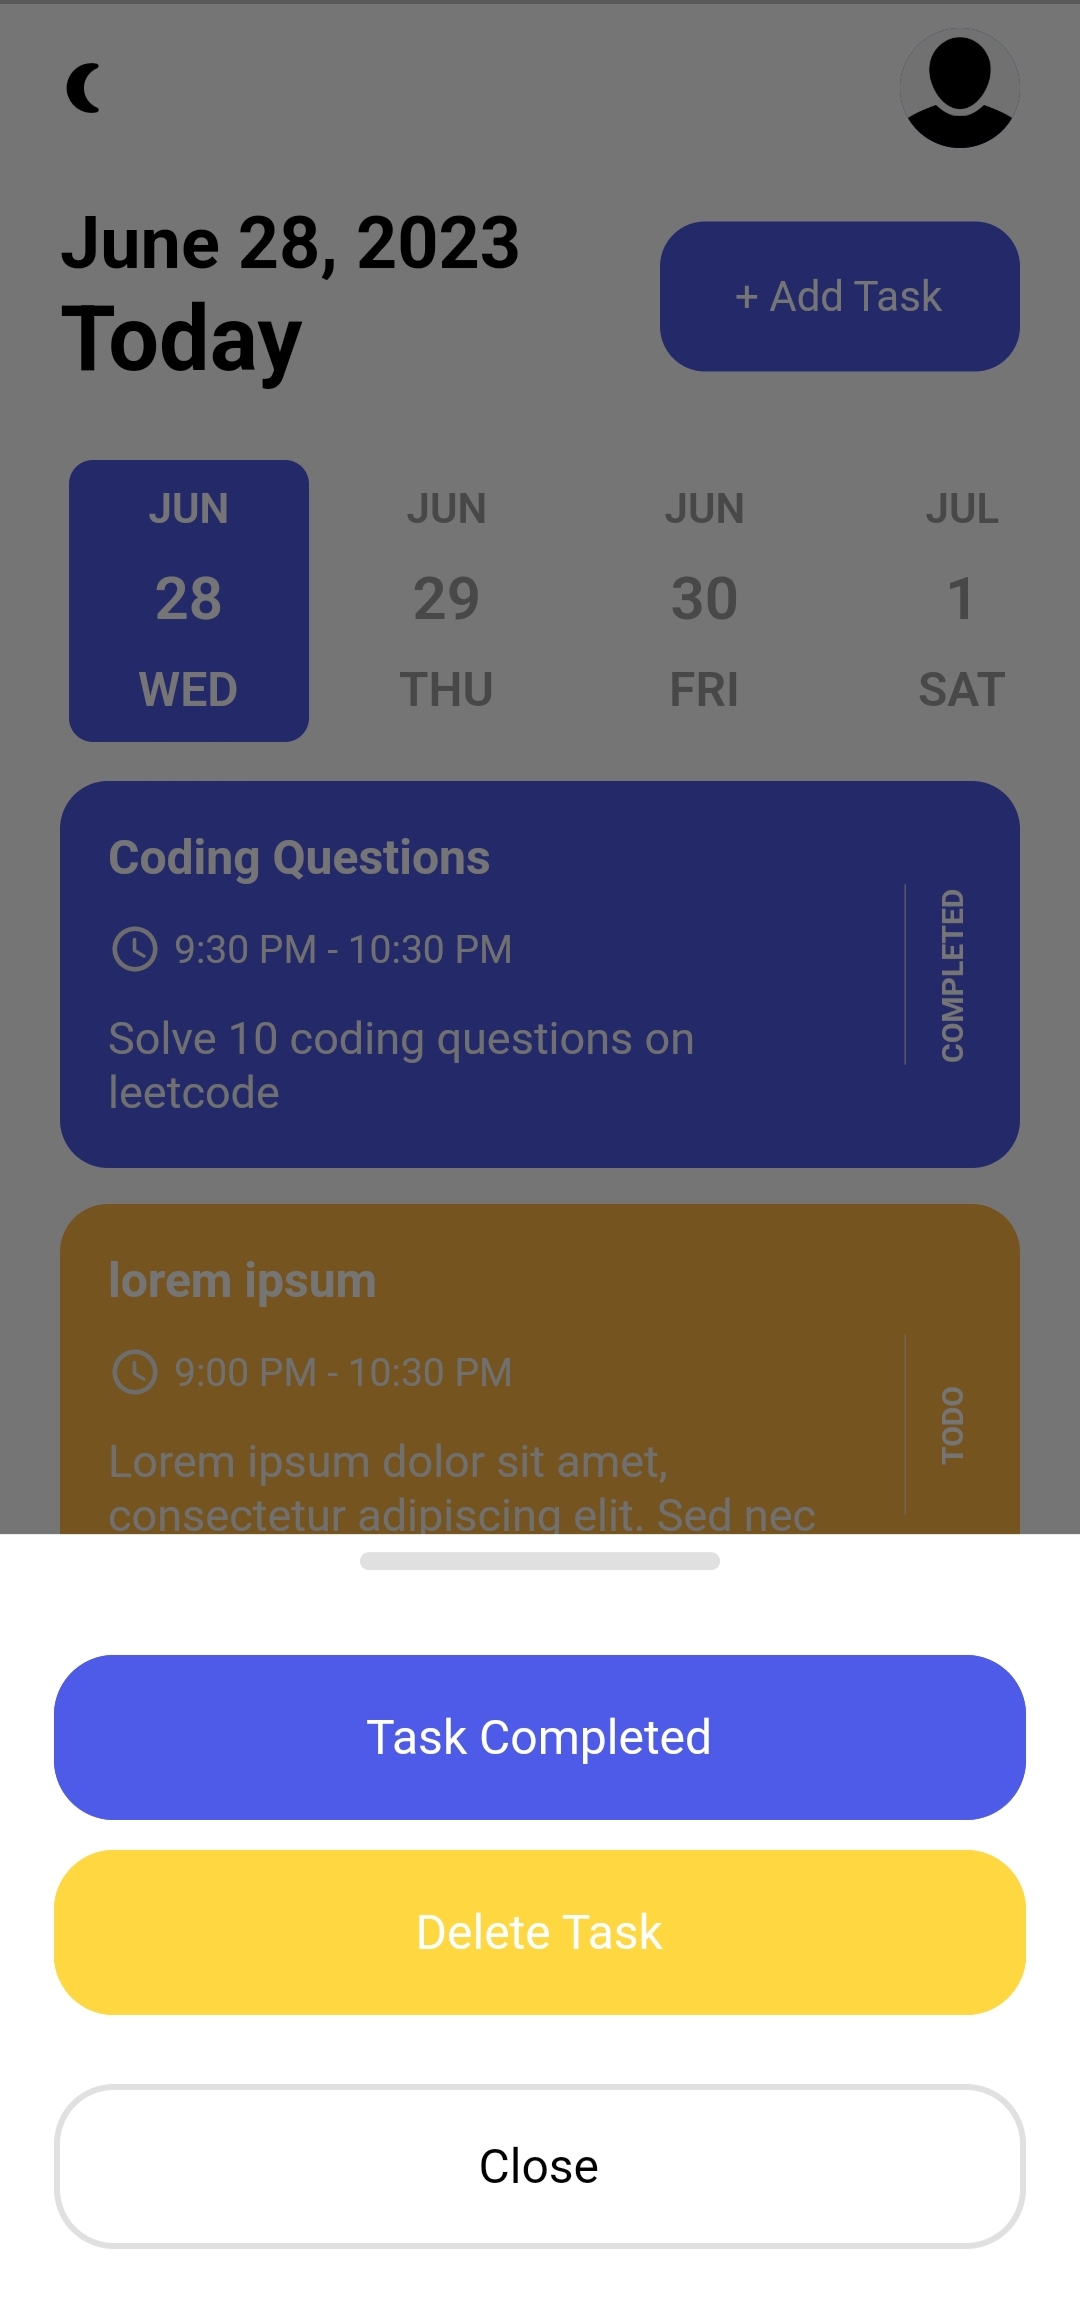 June 28, 2023
Today
+ Add Task
JUN
28
WED
JUN
29
THU
JUN
30
FRI
JUL
1
SAT
Coding Questions
9:30 PM - 10:30 PM
Solve 10 coding questions on
leetcode
COMPLETED
lorem ipsum
9:00 PM - 10:30 PM
Lorem ipsum dolor sit amet,
consectetur adipiscing elit. Sed nec
TODO
Task Completed
Delete Task
Close